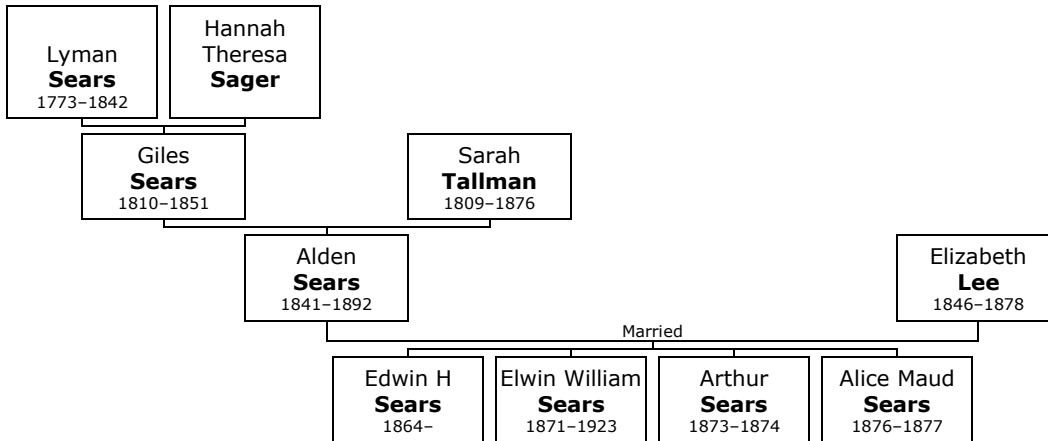 Lyman
Sears
1773–1842
Hannah
Theresa
Sager
Giles
Sears
1810–1851
Sarah
Tallman
1809–1876
Alden
Sears
1841–1892
Elizabeth
Lee
1846–1878
Married
Edwin H
Sears
1864–
Elwin William
Sears
1871–1923
Arthur
Sears
1873–1874
Alice Maud
Sears
1876–1877